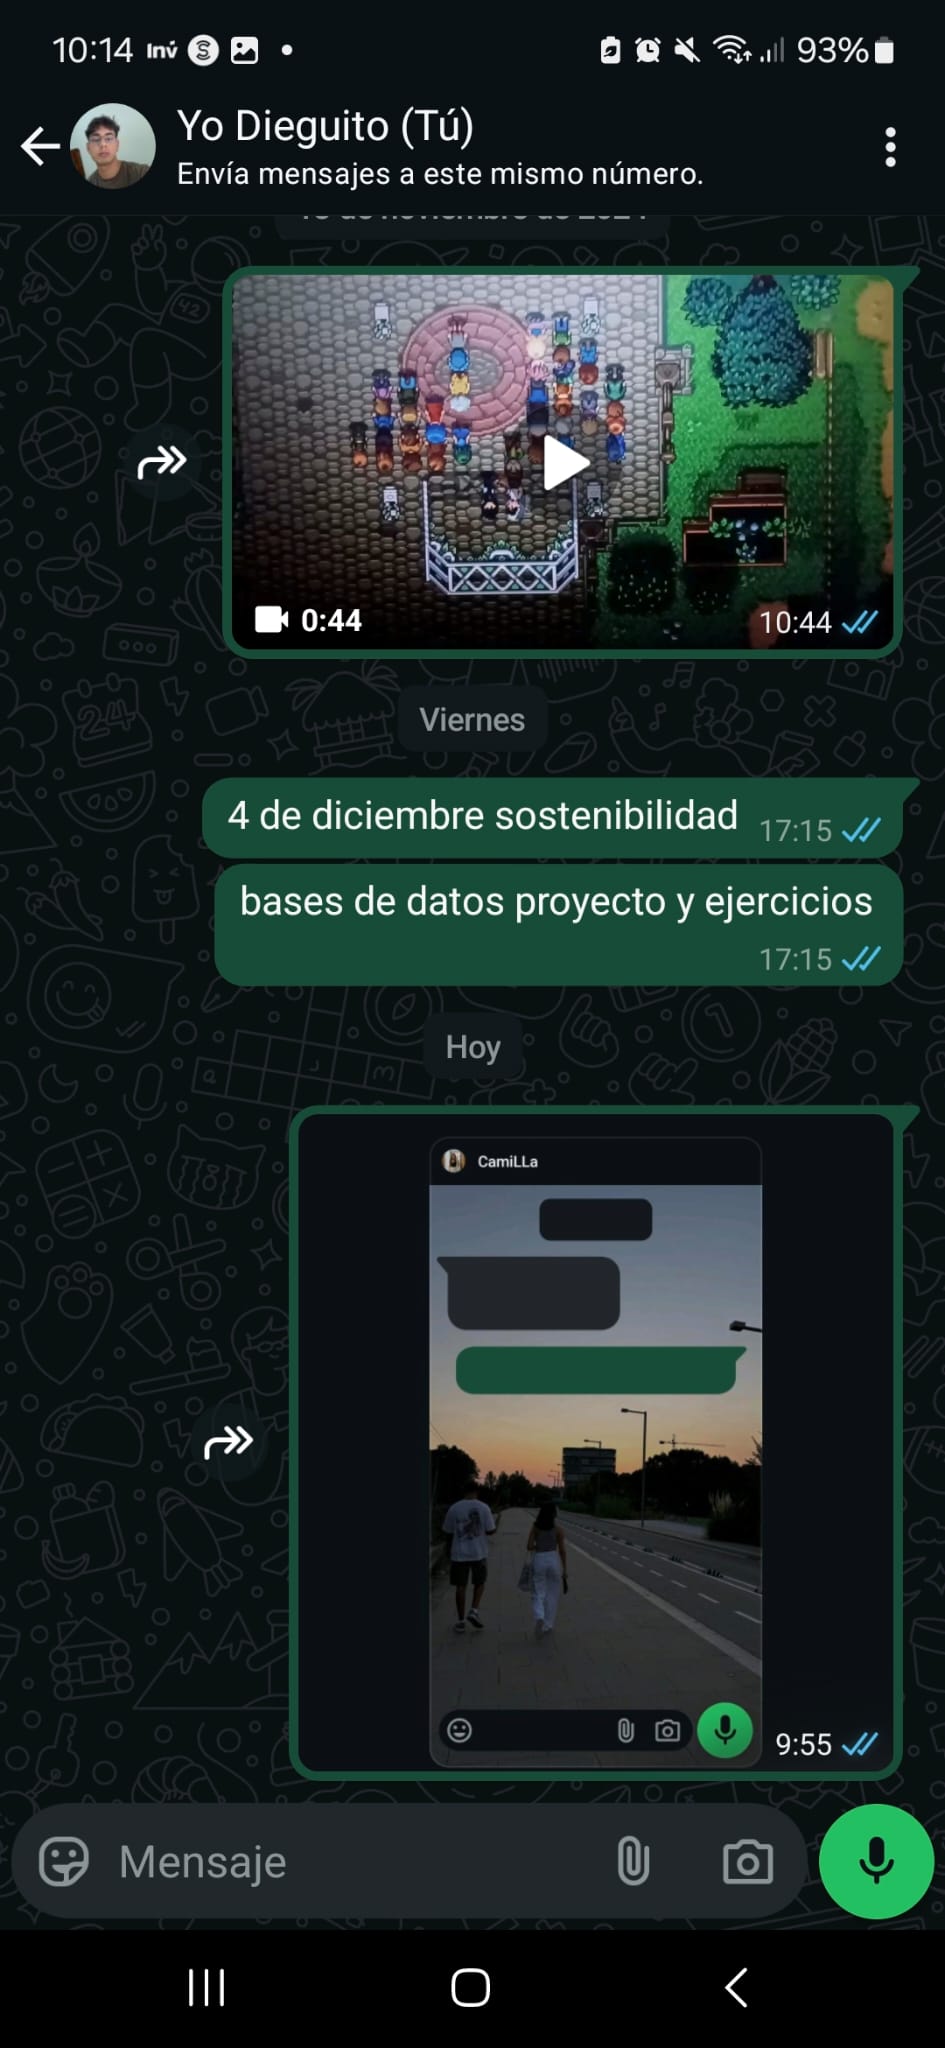 10:14 Inv S 93%
Yo Dieguito (Tú)
Envía mensajes a este mismo número.
0:44 10:44
Viernes
4 de diciembre sostenibilidad 17:15
bases de datos proyecto y ejercicios
17:15
Hoy
CamiLLa
9:55
Mensaje